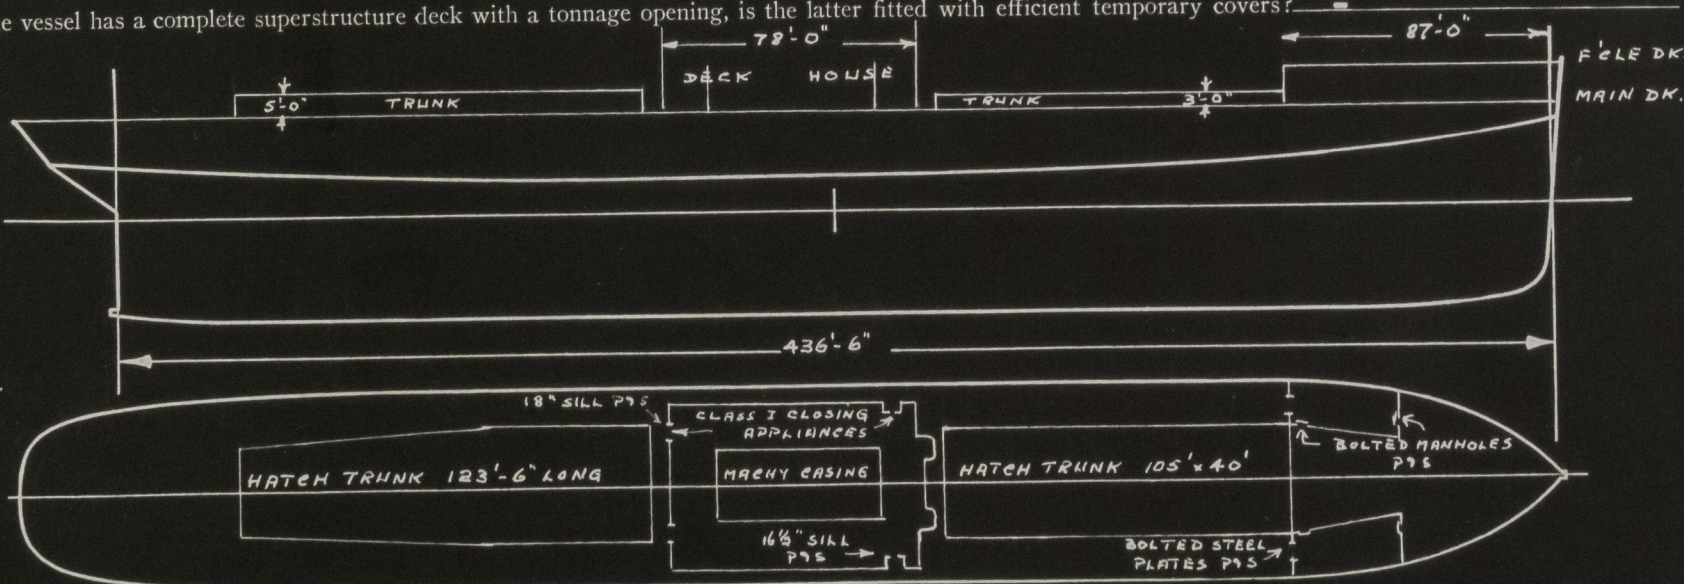 e vessel has a complete superstructure deck with a tonnage opening, is the latter fitted with efficient temporary covers?
78'-0"
87'-0"
F'CLE DK.
DECK HOUSE
5'-0"
TRUNK
TRUNK
3'-0"
MAIN DK.
436'-6"
18" SILL P&S
CLASS I CLOSING
APPLIANCES
BOLTED MANHOLES
P&S
HATCH TRUNK 123'-6" LONG
MACHY CASING
HATCH TRUNK 105' x 40'
16½" SILL
P&S
BOLTED STEEL
PLATES P&S